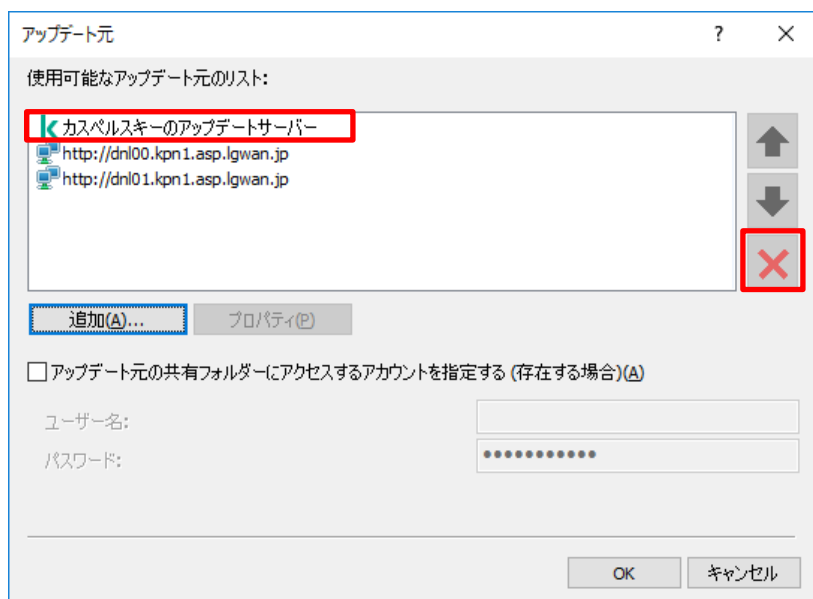 アップデート元
使用可能なアップデート元のリスト:
カスペルスキーのアップデートサーバー
http://dnl00.kpn1.asp.lgwan.jp
http://dnl01.kpn1.asp.lgwan.jp
追加(A)... プロパティ(P)
アップデート元の共有フォルダーにアクセスするアカウントを指定する (存在する場合)(A)
ユーザー名:
パスワード:
OK キャンセル